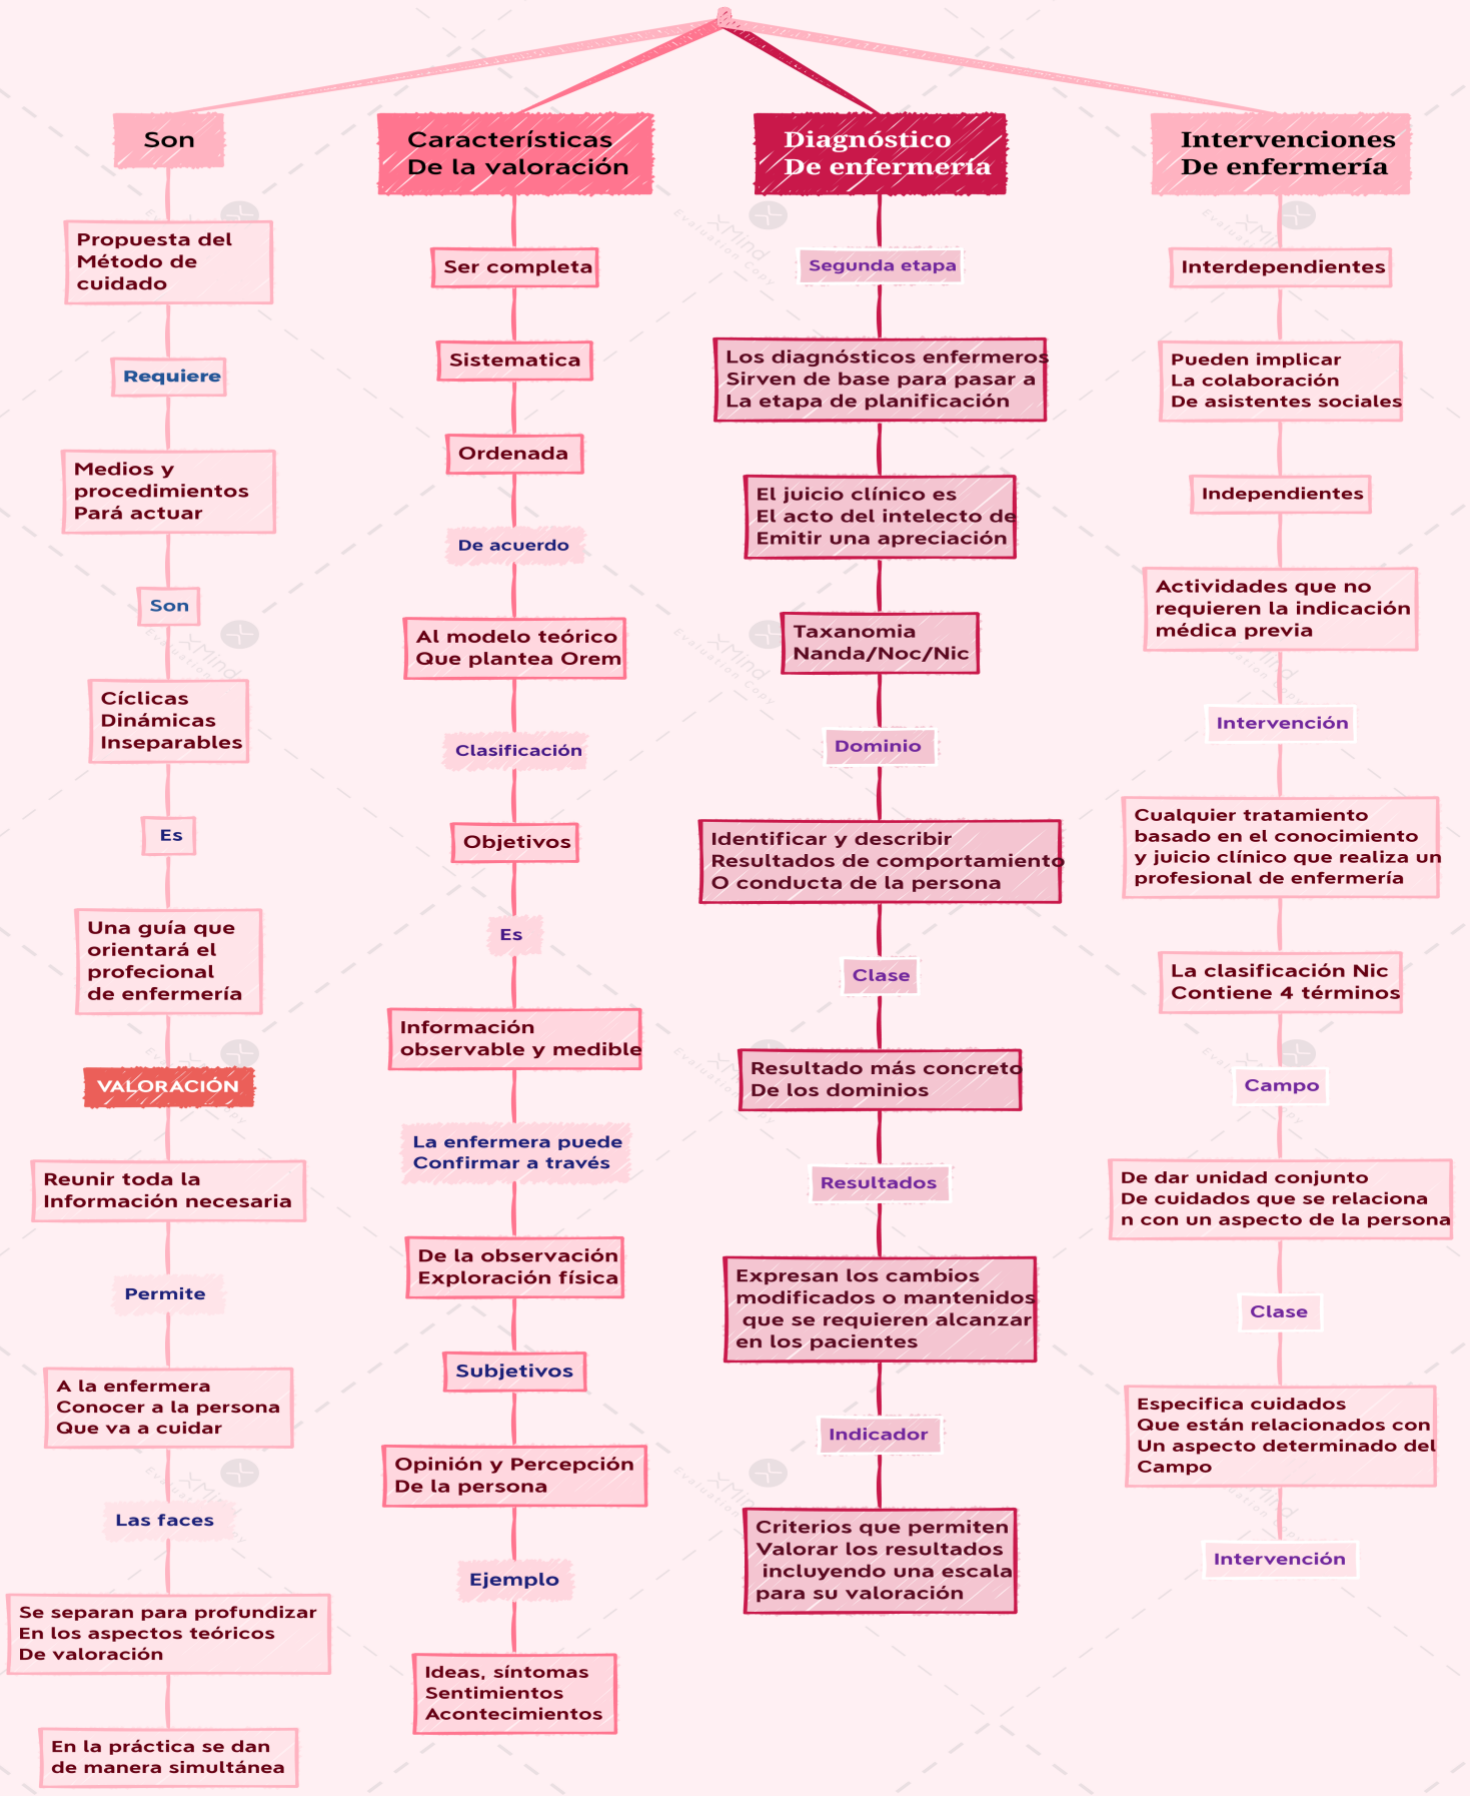 Son
Propuesta del
Método de
cuidado
Requiere
Medios y
procedimientos
Pará actuar
Son
Cíclicas
Dinámicas
Inseparables
Es
Una guía que
orientará el
profecional
de enfermería
VALORACIÓN
Reunir toda la
Información necesaria
Permite
A la enfermera
Conocer a la persona
Que va a cuidar
Las faces
Se separan para profundizar
En los aspectos teóricos
De valoración
En la práctica se dan
de manera simultánea
Características
De la valoración
Ser completa
Sistematica
Ordenada
De acuerdo
Al modelo teórico
Que plantea Orem
Clasificación
Objetivos
Es
Información
observable y medible
La enfermera puede
Confirmar a través
De la observación
Exploración física
Subjetivos
Opinión y Percepción
De la persona
Ejemplo
Ideas, síntomas
Sentimientos
Acontecimientos
Diagnóstico
De enfermería
Segunda etapa
Los diagnósticos enfermeros
Sirven de base para pasar a
La etapa de planificación
El juicio clínico es
El acto del intelecto de
Emitir una apreciación
Taxanomia
Nanda/Noc/Nic
Dominio
Identificar y describir
Resultados de comportamiento
O conducta de la persona
Clase
Resultado más concreto
De los dominios
Resultados
Expresan los cambios
modificados o mantenidos
que se requieren alcanzar
en los pacientes
Indicador
Criterios que permiten
Valorar los resultados
incluyendo una escala
para su valoración
Intervenciones
De enfermería
Interdependientes
Pueden implicar
La colaboración
De asistentes sociales
Independientes
Actividades que no
requieren la indicación
médica previa
Intervención
Cualquier tratamiento
basado en el conocimiento
y juicio clínico que realiza un
profesional de enfermería
La clasificación Nic
Contiene 4 términos
Campo
De dar unidad conjunto
De cuidados que se relaciona
n con un aspecto de la persona
Clase
Especifica cuidados
Que están relacionados con
Un aspecto determinado del
Campo
Intervención
XMind
Evaluation Copy